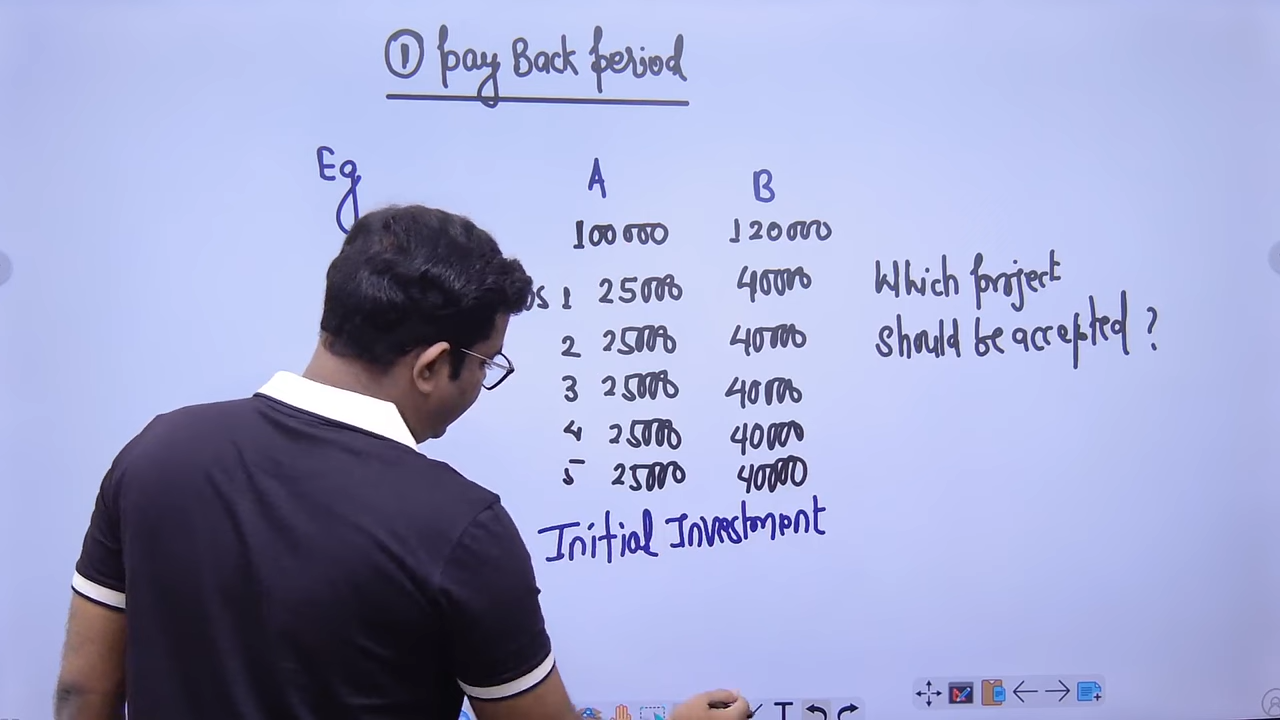 ① Pay Back period
Eg
A B
100000 120000
1 25000 40000
2 25000 40000
3 25000 40000
4 25000 40000
5 25000 40000
Which project
should be accepted ?
Initial Investment